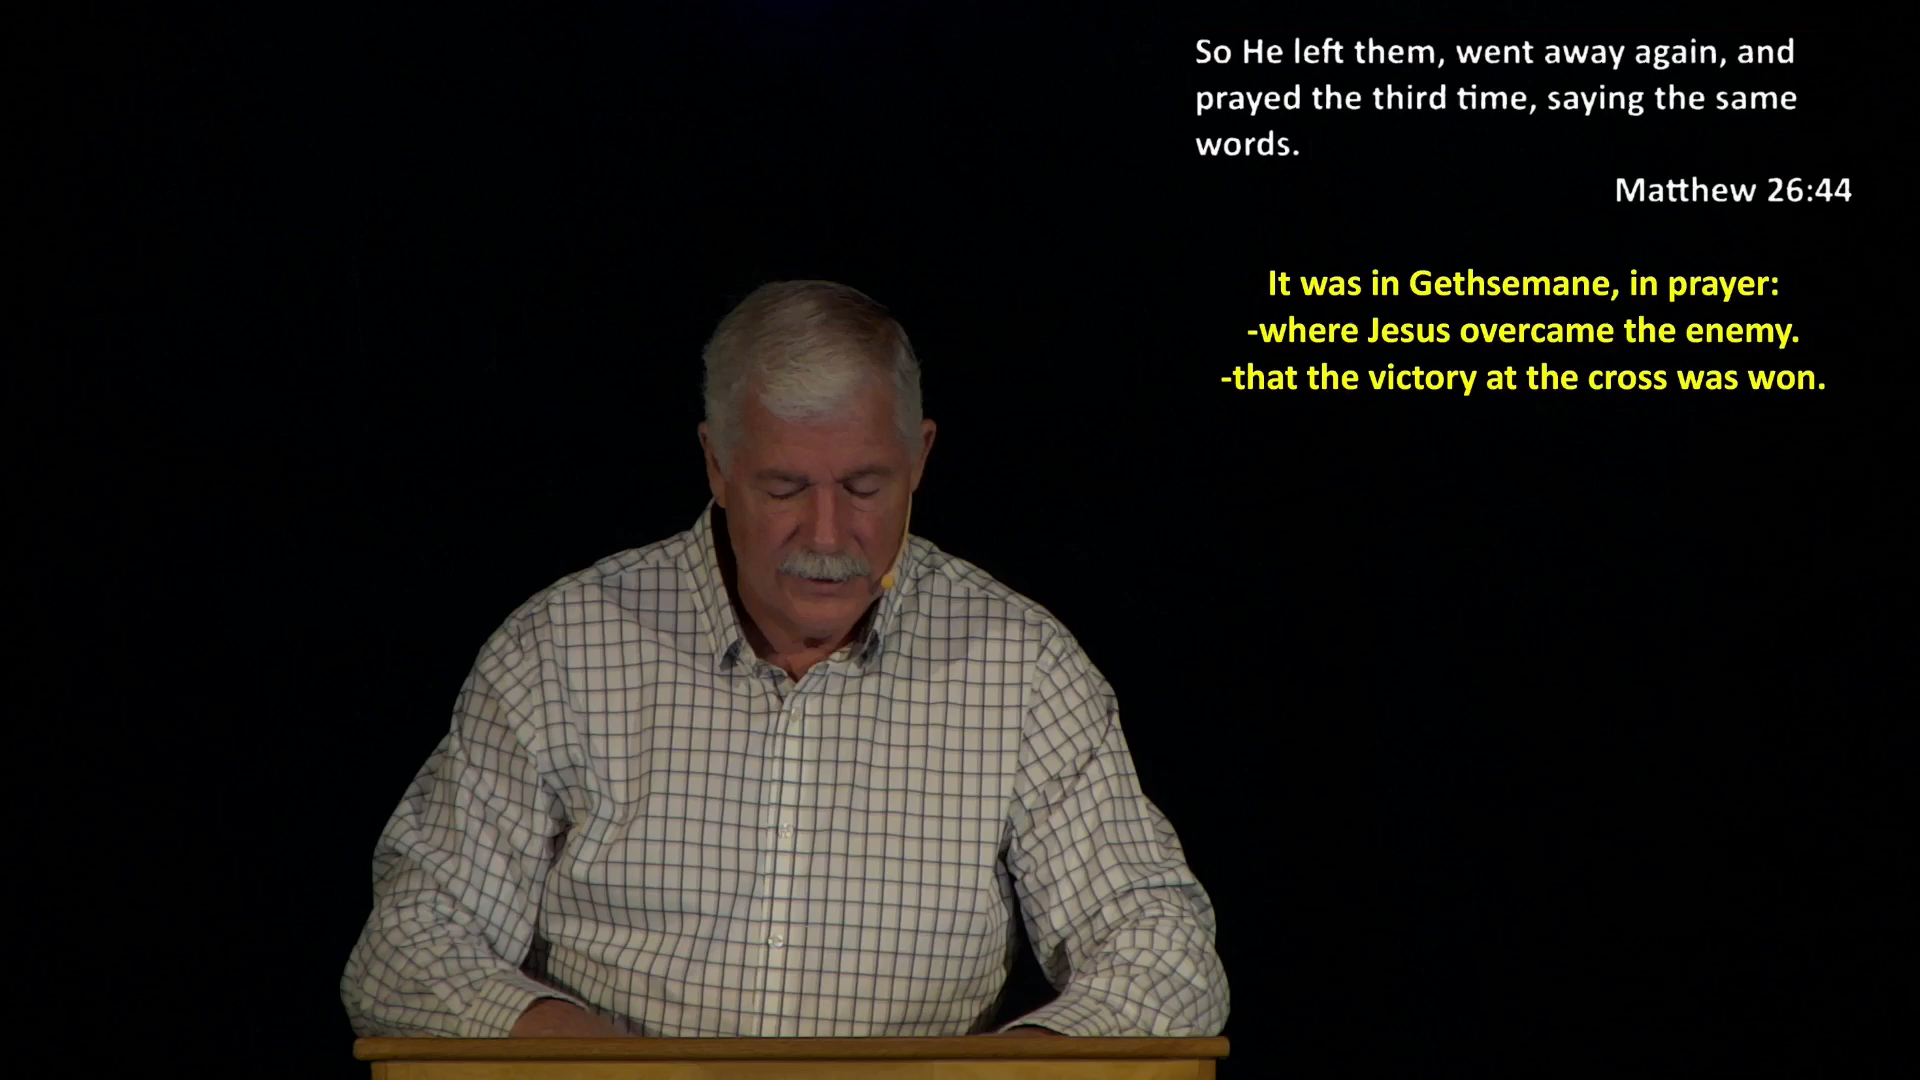 So He left them, went away again, and
prayed the third time, saying the same
words.
Matthew 26:44
It was in Gethsemane, in prayer:
-where Jesus overcame the enemy.
-that the victory at the cross was won.